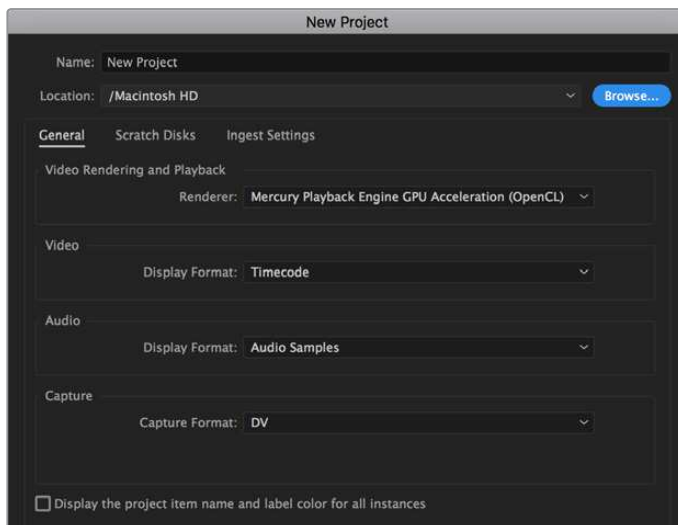 New Project
Name: New Project
Location: /Macintosh HD Browse...
General Scratch Disks Ingest Settings
Video Rendering and Playback
Renderer: Mercury Playback Engine GPU Acceleration (OpenCL)
Video
Display Format: Timecode
Audio
Display Format: Audio Samples
Capture
Capture Format: DV
Display the project item name and label color for all instances